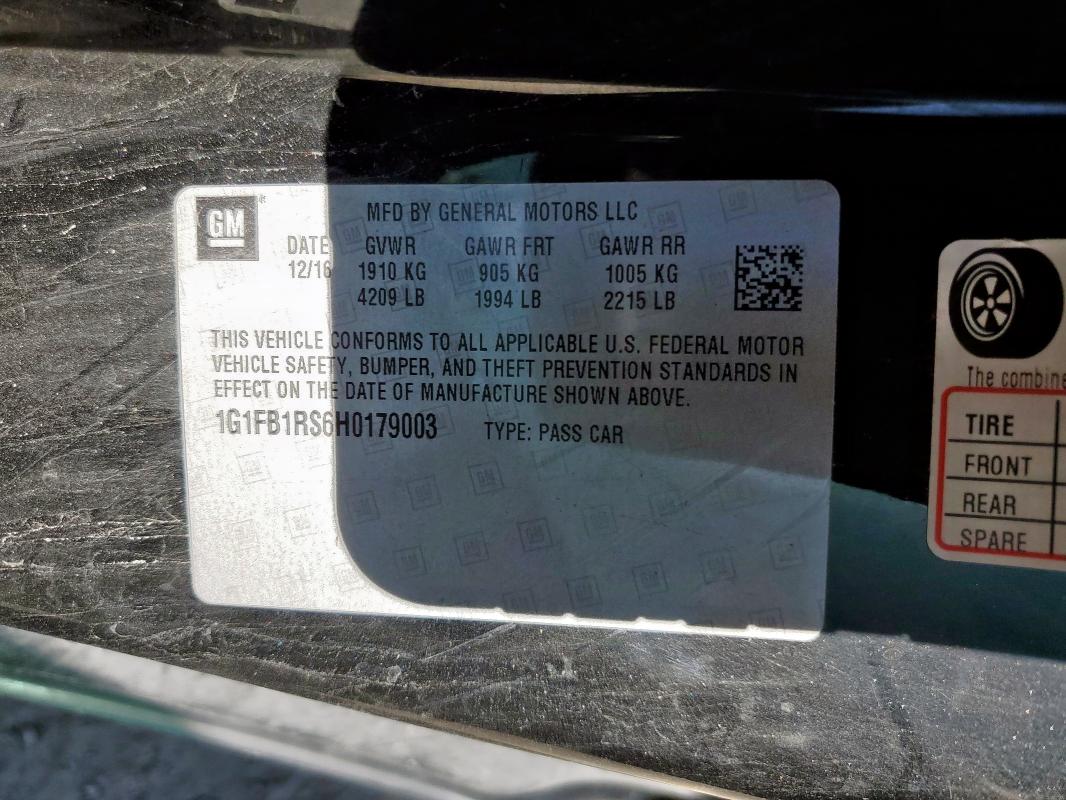 GM
MFD BY GENERAL MOTORS LLC
DATE GVWR GAWR FRT GAWR RR
12/16 1910 KG 905 KG 1005 KG
4209 LB 1994 LB 2215 LB
THIS VEHICLE CONFORMS TO ALL APPLICABLE U.S. FEDERAL MOTOR
VEHICLE SAFETY, BUMPER, AND THEFT PREVENTION STANDARDS IN
EFFECT ON THE DATE OF MANUFACTURE SHOWN ABOVE.
1G1FB1RS6H0179003 TYPE: PASS CAR
The combine
TIRE
FRONT
REAR
SPARE